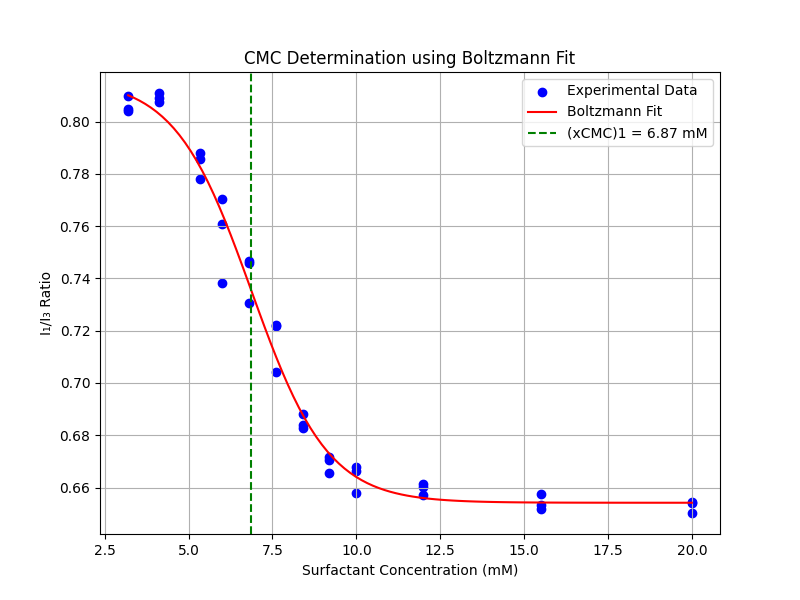 CMC Determination using Boltzmann Fit
Experimental Data
Boltzmann Fit
(xCMC)1 = 6.87 mM
I₁/I₃ Ratio
0.80
0.78
0.76
0.74
0.72
0.70
0.68
0.66
2.5 5.0 7.5 10.0 12.5 15.0 17.5 20.0
Surfactant Concentration (mM)